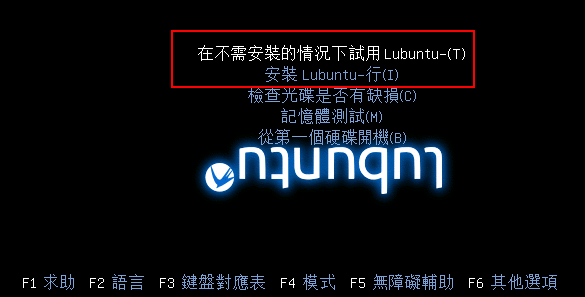 在不需安裝的情況下試用 Lubuntu-(T)
安裝 Lubuntu-行(I)
檢查光碟是否有缺損(C)
記憶體測試(M)
從第一個硬碟開機(B)
lubuntu
F1 求助 F2 語言 F3 鍵盤對應表 F4 模式 F5 無障礙輔助 F6 其他選項